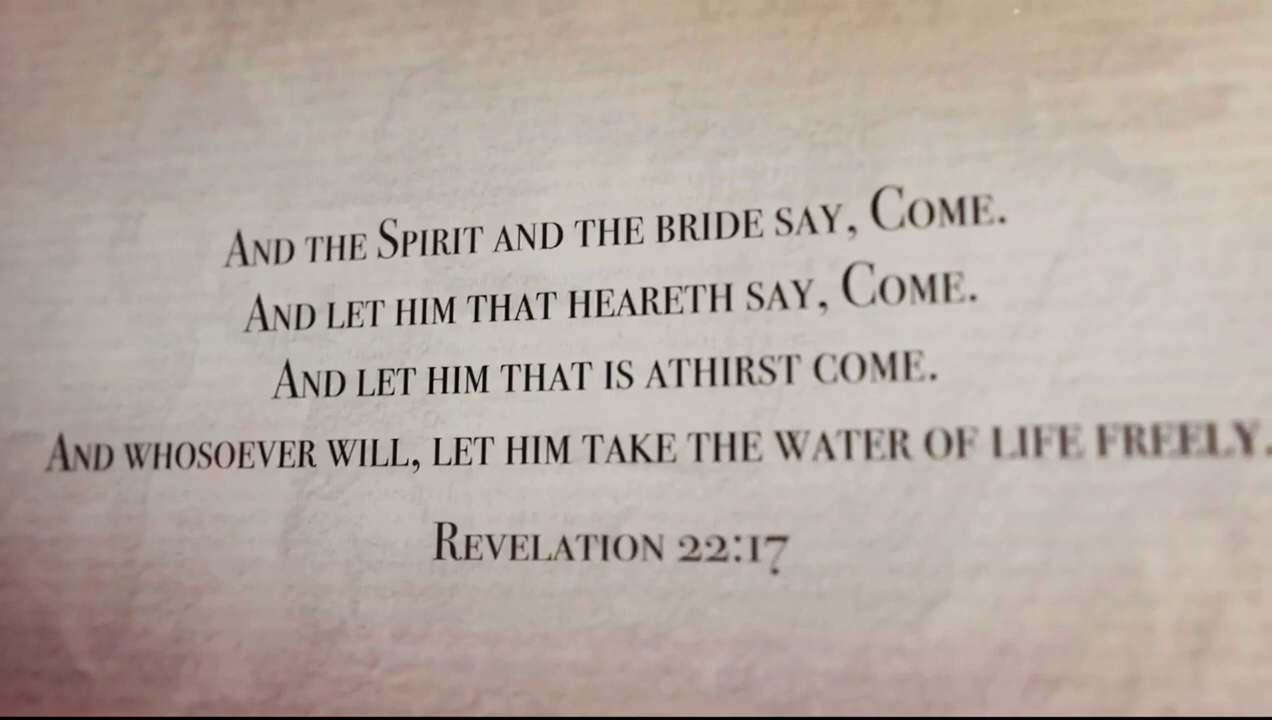 And the Spirit and the bride say, Come.
And let him that heareth say, Come.
And let him that is athirst come.
And whosoever will, let him take the water of life freely.
Revelation 22:17